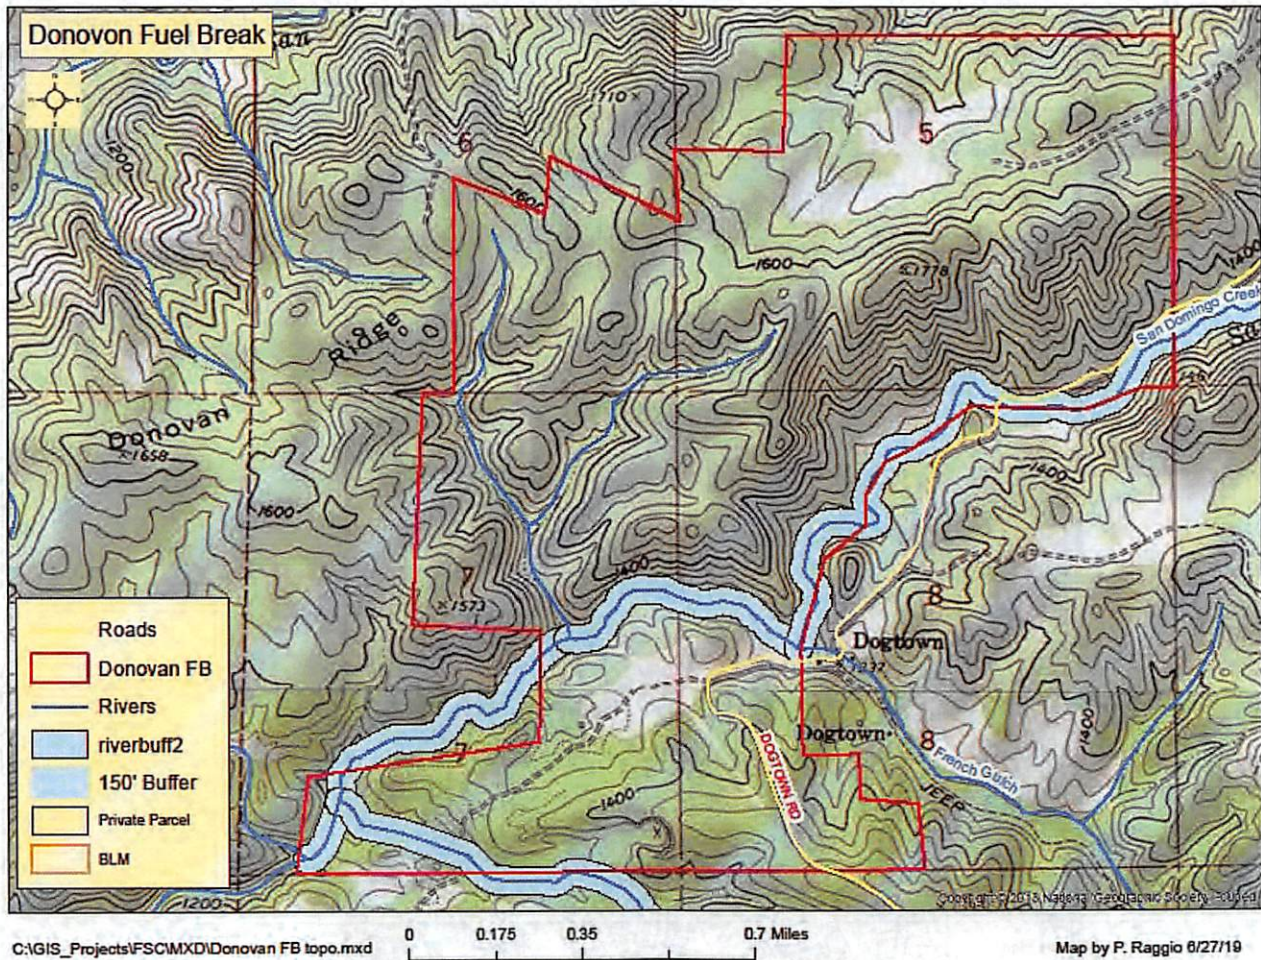 Donovon Fuel Break
N
1710
1200
6
5
1600
1600
1778
1400
San Domingo Creek
Ridge
Donovan
1658
1600
1400
1400
7
1573
8
Dogtown
Dogtown
8
French Gulch
1400
JEEP
DOGTOWN RD
7
1400
X
1200
Roads
Donovan FB
Rivers
riverbuff2
150' Buffer
Private Parcel
BLM
C:\GIS_Projects\FSC\MXD\Donovan FB topo.mxd
0 0.175 0.35 0.7 Miles
Map by P. Raggio 6/27/19